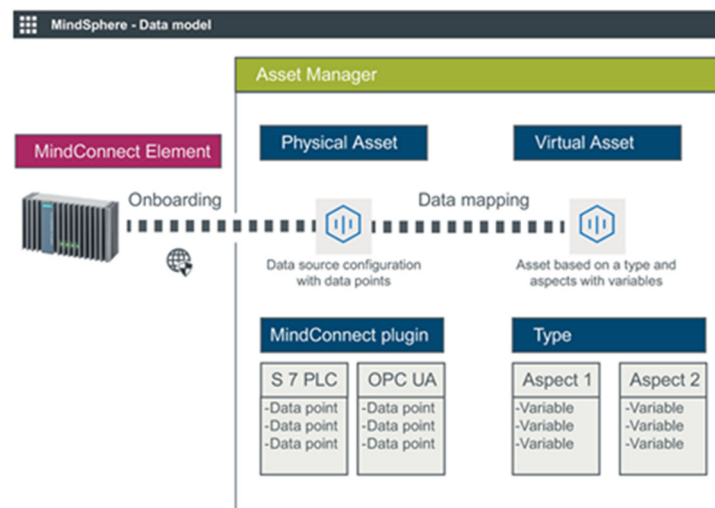 MindSphere - Data model
Asset Manager
MindConnect Element
Physical Asset
Virtual Asset
Onboarding
Data mapping
Data source configuration
with data points
Asset based on a type and
aspects with variables
MindConnect plugin
Type
S 7 PLC
OPC UA
Aspect 1
Aspect 2
-Data point
-Data point
-Data point
-Data point
-Data point
-Data point
-Variable
-Variable
-Variable
-Variable
-Variable
-Variable